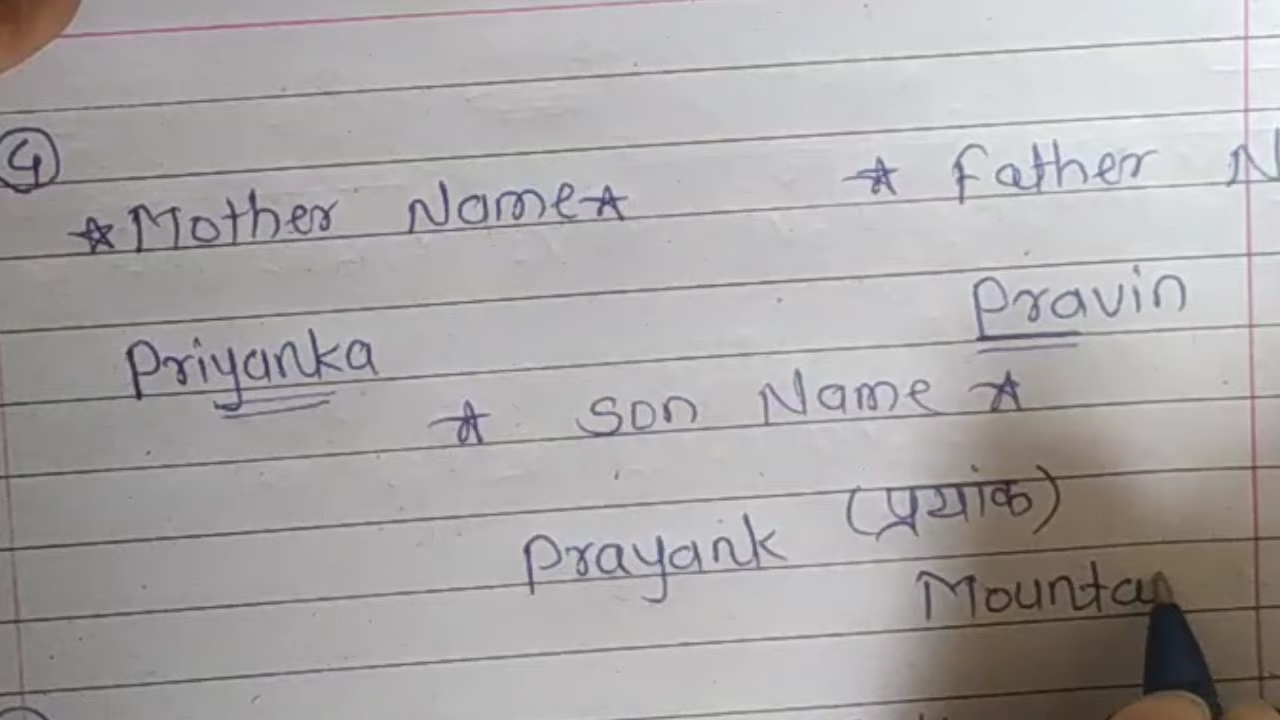 4
☆ Mother Name ☆ ☆ Father N
Priyanka Pravin
☆ Son Name ☆
Prayank (प्रयांक)
Mounta